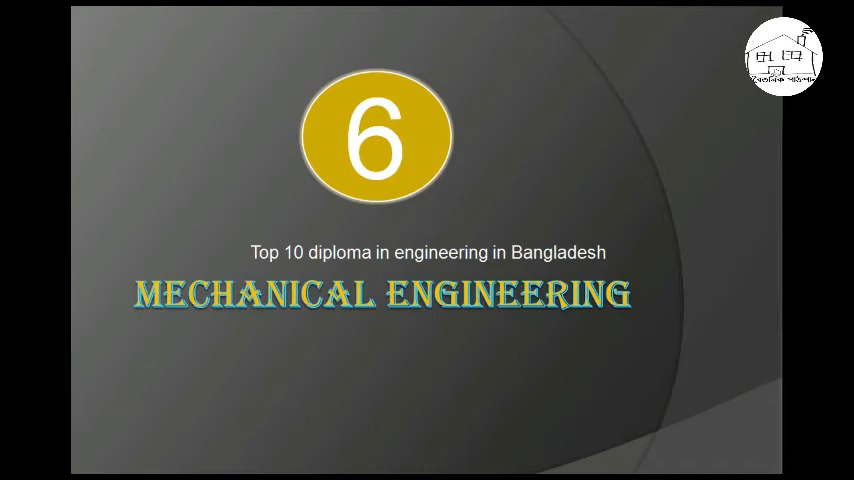 6
Top 10 diploma in engineering in Bangladesh
MECHANICAL ENGINEERING